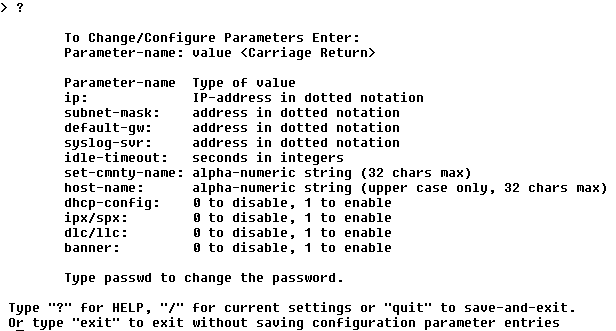 > ?
To Change/Configure Parameters Enter:
Parameter-name: value <Carriage Return>
Parameter-name Type of value
ip: IP-address in dotted notation
subnet-mask: address in dotted notation
default-gw: address in dotted notation
syslog-svr: address in dotted notation
idle-timeout: seconds in integers
set-cmnty-name: alpha-numeric string (32 chars max)
host-name: alpha-numeric string (upper case only, 32 chars max)
dhcp-config: 0 to disable, 1 to enable
ipx/spx: 0 to disable, 1 to enable
dlc/llc: 0 to disable, 1 to enable
banner: 0 to disable, 1 to enable
Type passwd to change the password.
Type "?" for HELP, "/" for current settings or "quit" to save-and-exit.
Or type "exit" to exit without saving configuration parameter entries